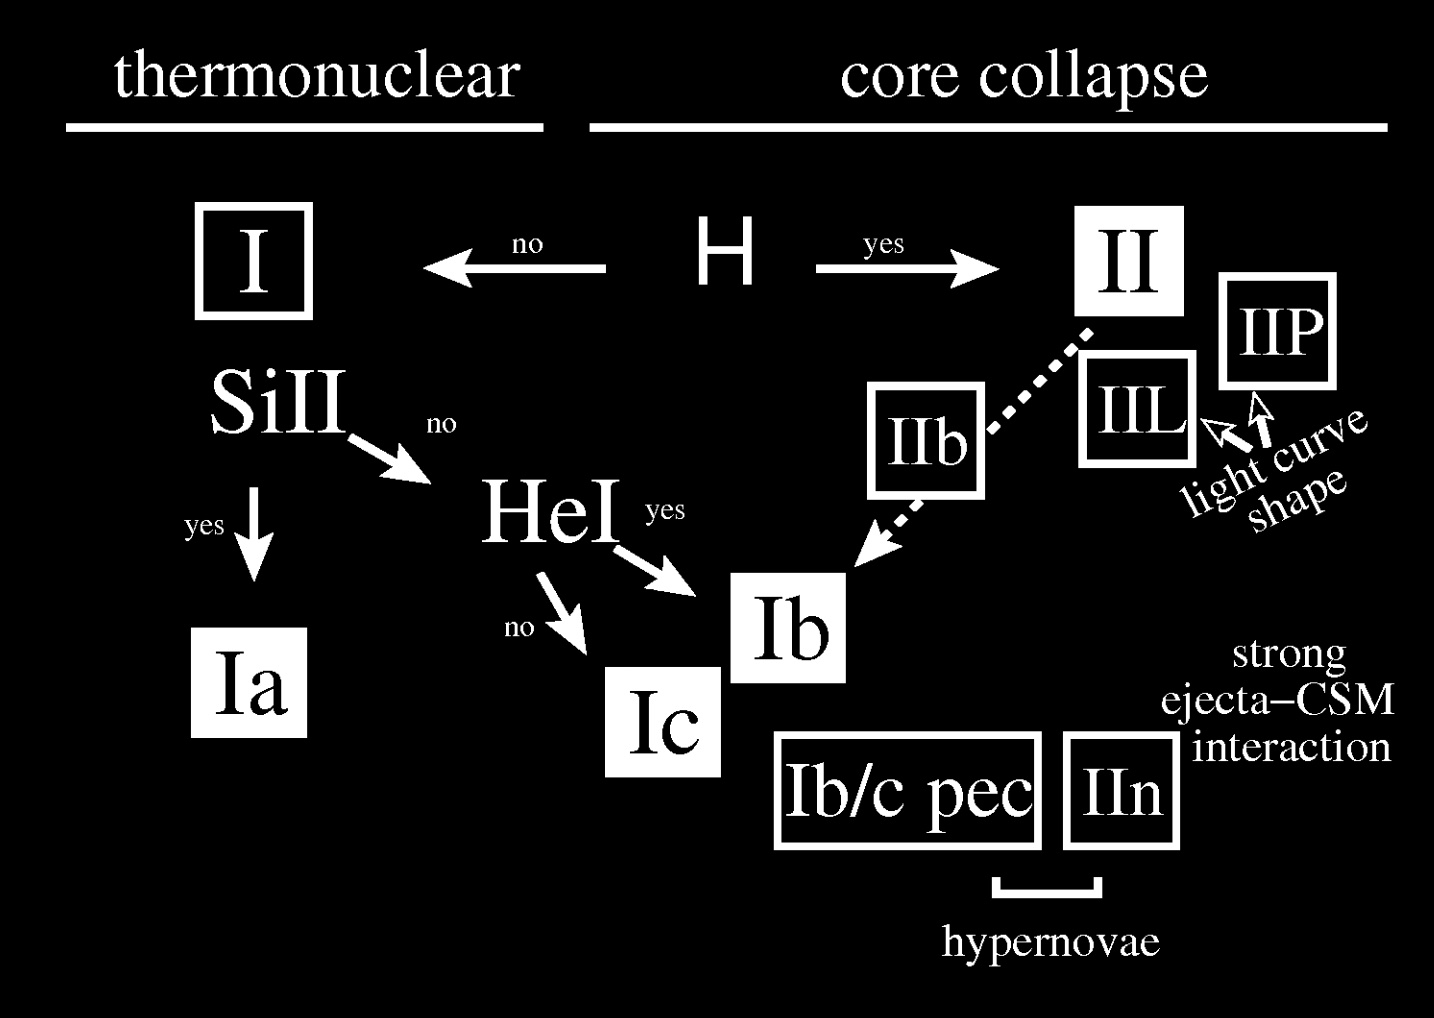 thermonuclear
core collapse
I
no
H
yes
II
IIP
SiII
no
IIb
IIL
light curve
shape
yes
HeI
yes
no
Ib
Ia
Ic
strong
ejecta–CSM
interaction
Ib/c pec
IIn
hypernovae